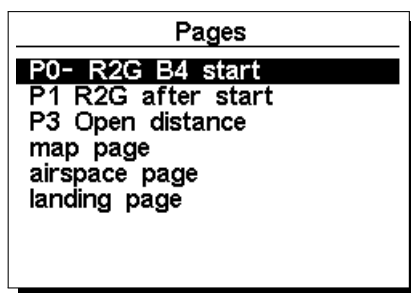 Pages
P0- R2G B4 start
P1 R2G after start
P3 Open distance
map page
airspace page
landing page